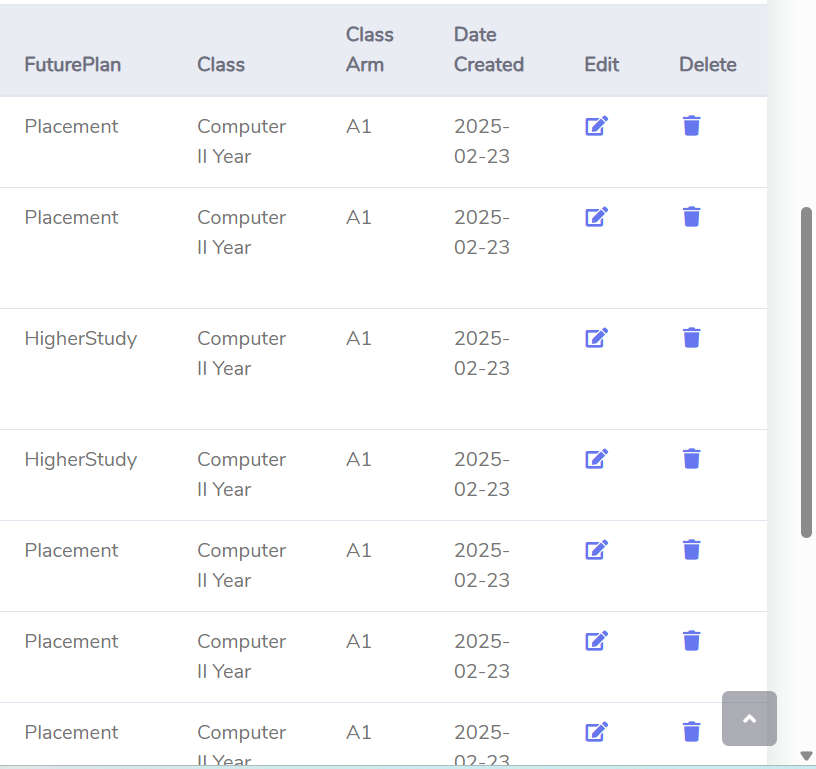 FuturePlan Class Class Arm Date Created Edit Delete
Placement Computer II Year A1 2025-02-23
Placement Computer II Year A1 2025-02-23
HigherStudy Computer II Year A1 2025-02-23
HigherStudy Computer II Year A1 2025-02-23
Placement Computer II Year A1 2025-02-23
Placement Computer II Year A1 2025-02-23
Placement Computer II Year A1 2025-02-23